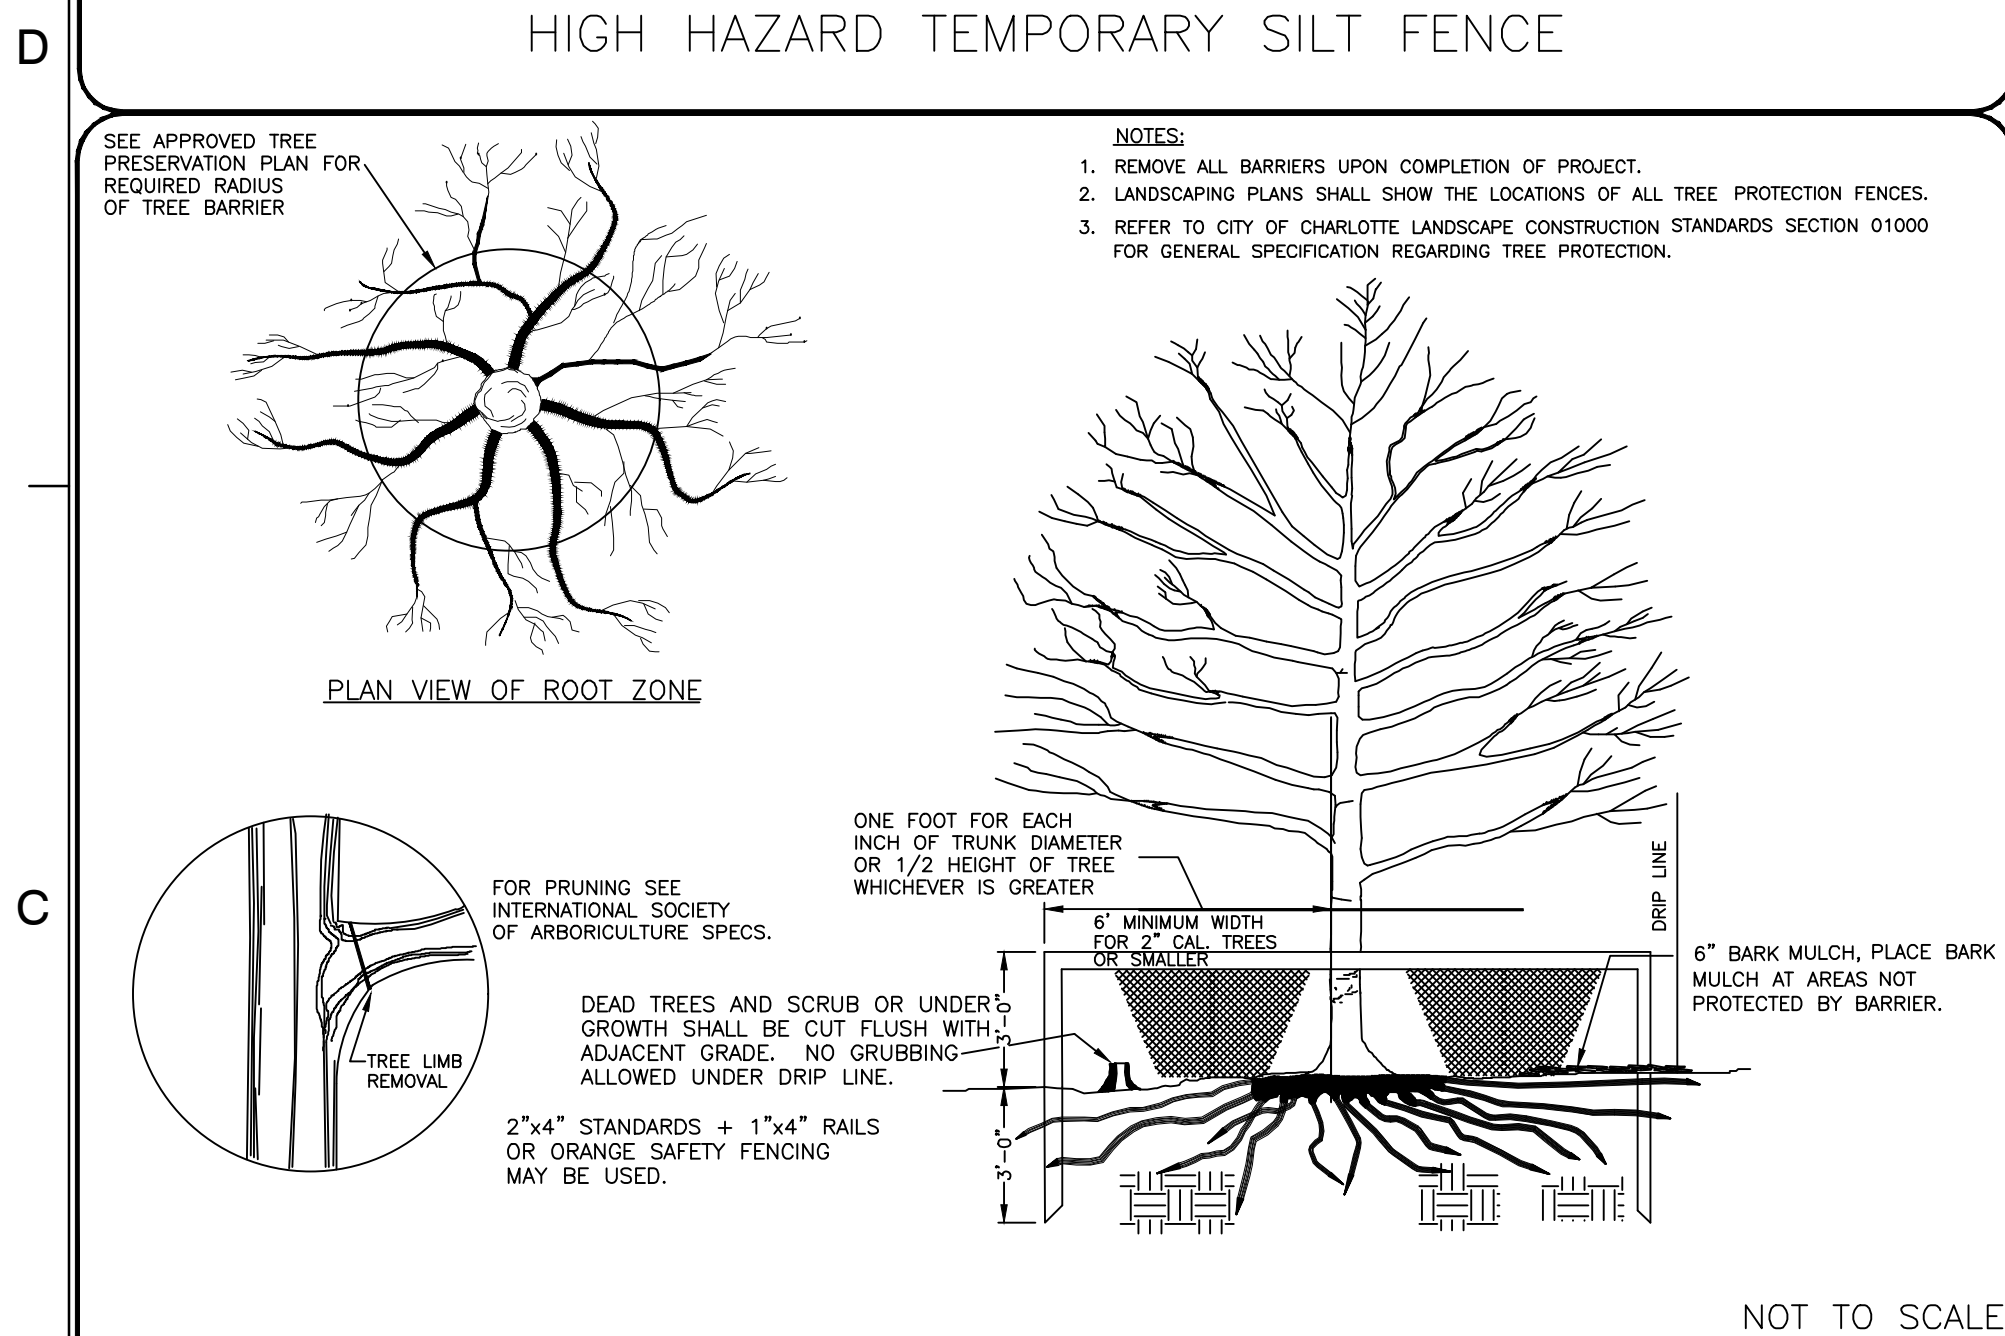 D
HIGH HAZARD TEMPORARY SILT FENCE
SEE APPROVED TREE
PRESERVATION PLAN FOR
REQUIRED RADIUS
OF TREE BARRIER
NOTES:
1. REMOVE ALL BARRIERS UPON COMPLETION OF PROJECT.
2. LANDSCAPING PLANS SHALL SHOW THE LOCATIONS OF ALL TREE PROTECTION FENCES.
3. REFER TO CITY OF CHARLOTTE LANDSCAPE CONSTRUCTION STANDARDS SECTION 01000
FOR GENERAL SPECIFICATION REGARDING TREE PROTECTION.
PLAN VIEW OF ROOT ZONE
C
FOR PRUNING SEE
INTERNATIONAL SOCIETY
OF ARBORICULTURE SPECS.
TREE LIMB
REMOVAL
ONE FOOT FOR EACH
INCH OF TRUNK DIAMETER
OR 1/2 HEIGHT OF TREE
WHICHEVER IS GREATER
6' MINIMUM WIDTH
FOR 2" CAL. TREES
OR SMALLER
DRIP LINE
6" BARK MULCH, PLACE BARK
MULCH AT AREAS NOT
PROTECTED BY BARRIER.
DEAD TREES AND SCRUB OR UNDER
GROWTH SHALL BE CUT FLUSH WITH
ADJACENT GRADE. NO GRUBBING
ALLOWED UNDER DRIP LINE.
3'-0"
3'-0"
2"x4" STANDARDS + 1"x4" RAILS
OR ORANGE SAFETY FENCING
MAY BE USED.
NOT TO SCALE